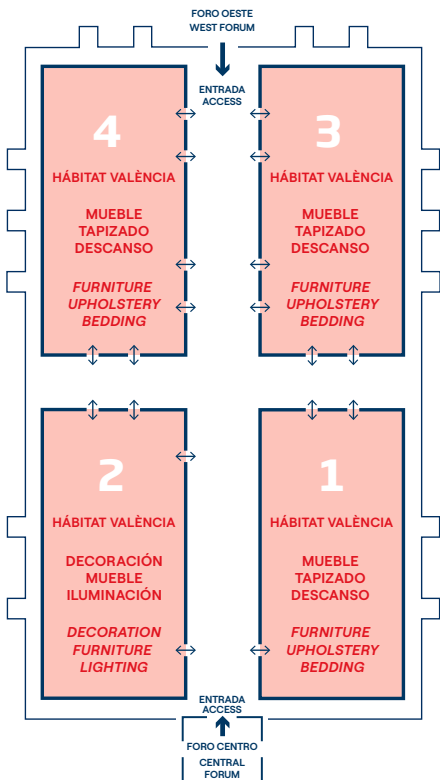 FORO OESTE
WEST FORUM
ENTRADA
ACCESS
4
HÁBITAT VALÈNCIA
MUEBLE
TAPIZADO
DESCANSO
FURNITURE
UPHOLSTERY
BEDDING
3
HÁBITAT VALÈNCIA
MUEBLE
TAPIZADO
DESCANSO
FURNITURE
UPHOLSTERY
BEDDING
2
HÁBITAT VALÈNCIA
DECORACIÓN
MUEBLE
ILUMINACIÓN
DECORATION
FURNITURE
LIGHTING
1
HÁBITAT VALÈNCIA
MUEBLE
TAPIZADO
DESCANSO
FURNITURE
UPHOLSTERY
BEDDING
ENTRADA
ACCESS
FORO CENTRO
CENTRAL
FORUM